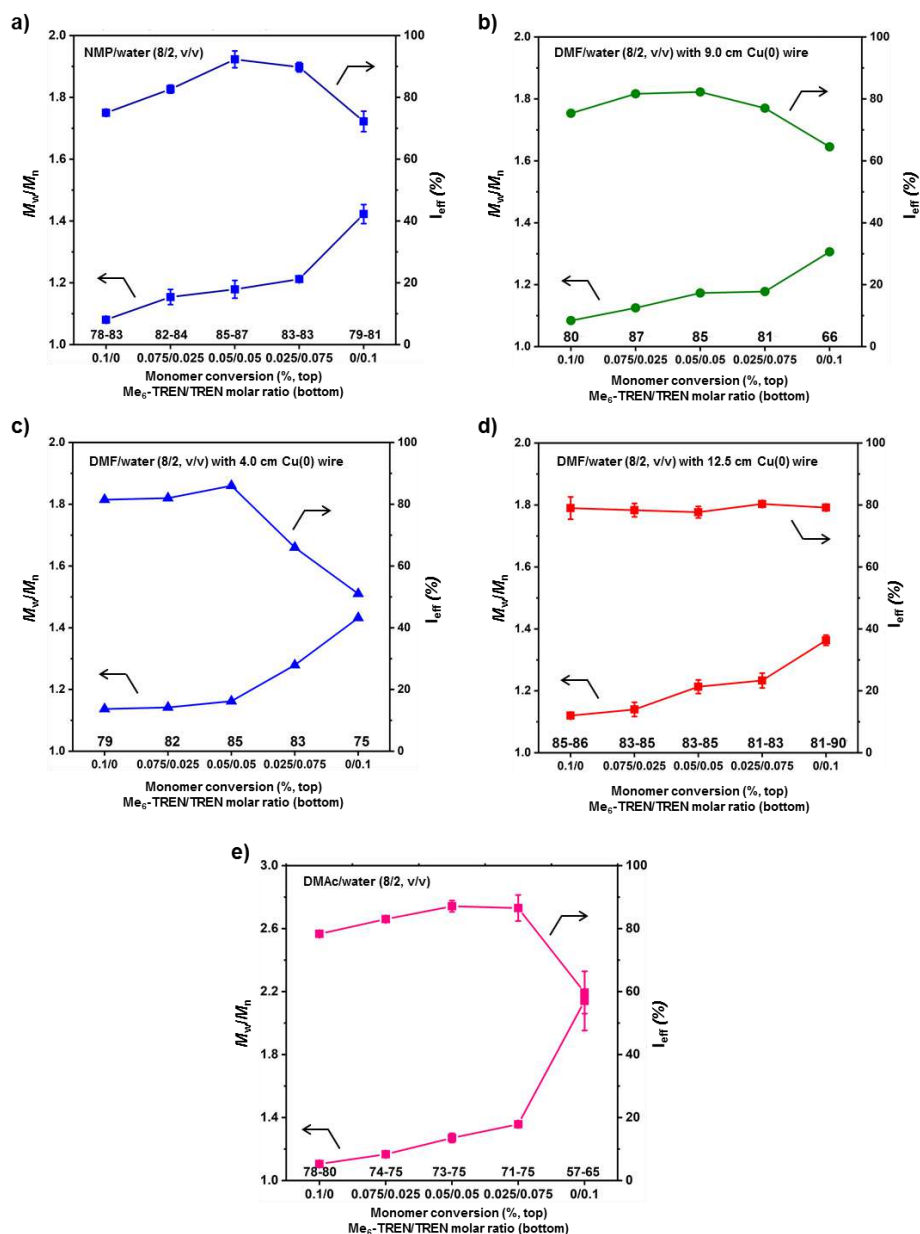 a)
NMP/water (8/2, v/v)
2.0
1.8
1.6
1.4
1.2
1.0
Mw/Mn
100
80
60
40
20
0
Ieff (%)
78-83 82-84 85-87 83-83 79-81
0.1/0 0.075/0.025 0.05/0.05 0.025/0.075 0/0.1
Monomer conversion (%, top)
Me6-TREN/TREN molar ratio (bottom)
b)
DMF/water (8/2, v/v) with 9.0 cm Cu(0) wire
2.0
1.8
1.6
1.4
1.2
1.0
Mw/Mn
100
80
60
40
20
0
Ieff (%)
80 87 85 81 66
0.1/0 0.075/0.025 0.05/0.05 0.025/0.075 0/0.1
Monomer conversion (%, top)
Me6-TREN/TREN molar ratio (bottom)
c)
DMF/water (8/2, v/v) with 4.0 cm Cu(0) wire
2.0
1.8
1.6
1.4
1.2
1.0
Mw/Mn
100
80
60
40
20
0
Ieff (%)
79 82 85 83 75
0.1/0 0.075/0.025 0.05/0.05 0.025/0.075 0/0.1
Monomer conversion (%, top)
Me6-TREN/TREN molar ratio (bottom)
d)
DMF/water (8/2, v/v) with 12.5 cm Cu(0) wire
2.0
1.8
1.6
1.4
1.2
1.0
Mw/Mn
100
80
60
40
20
0
Ieff (%)
85-86 83-85 83-85 81-83 81-90
0.1/0 0.075/0.025 0.05/0.05 0.025/0.075 0/0.1
Monomer conversion (%, top)
Me6-TREN/TREN molar ratio (bottom)
e)
DMAc/water (8/2, v/v)
3.0
2.6
2.2
1.8
1.4
1.0
Mw/Mn
100
80
60
40
20
0
Ieff (%)
78-80 74-75 73-75 71-75 57-65
0.1/0 0.075/0.025 0.05/0.05 0.025/0.075 0/0.1
Monomer conversion (%, top)
Me6-TREN/TREN molar ratio (bottom)